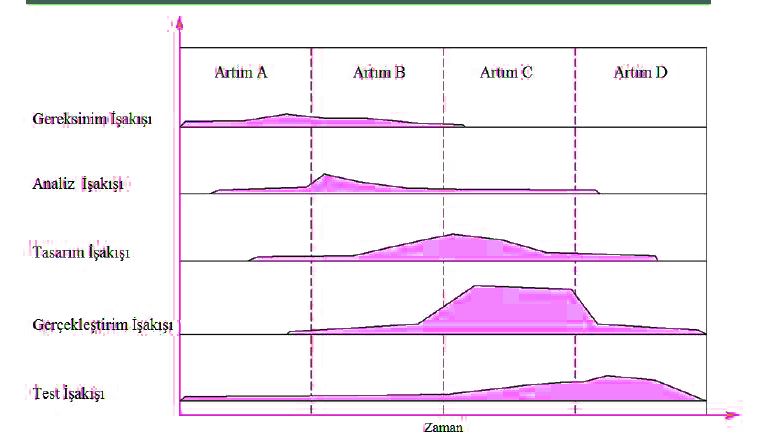 Artım A
Artım B
Artım C
Artım D
Gereksinim İşakışı
Analiz İşakışı
Tasarım İşakışı
Gerçekleştirim İşakışı
Test İşakışı
Zaman